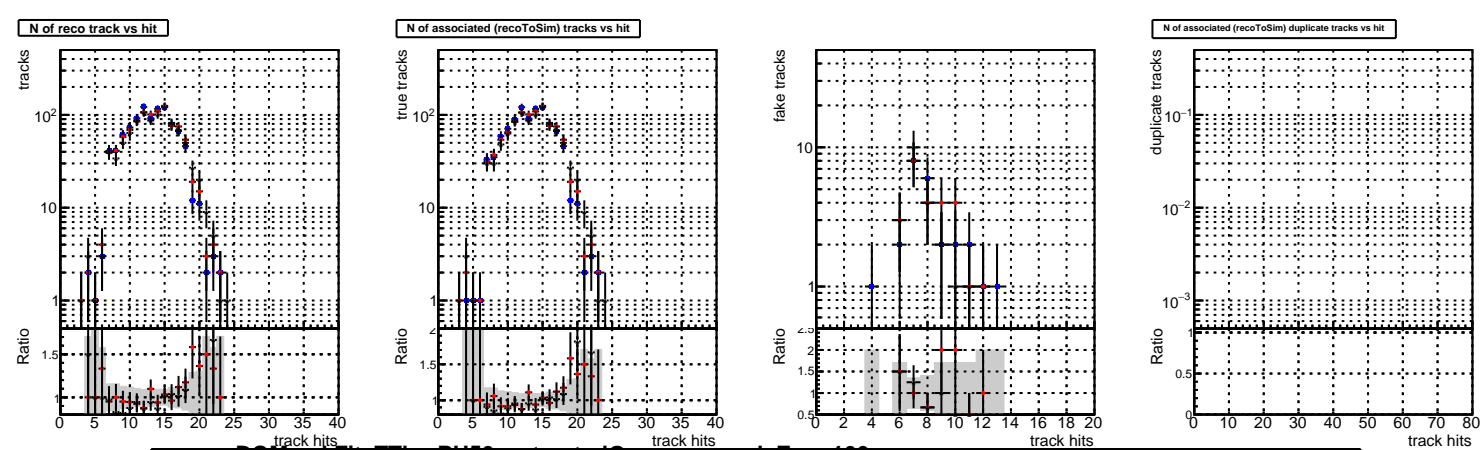 N of reco track vs hit
tracks
10²
10
1
Ratio
1.5
1
0 5 10 15 20 25 30 35 40
track hits
N of associated (recoToSim) tracks vs hit
true tracks
10²
10
1
Ratio
2
1.5
1
0 5 10 15 20 25 30 35 40
track hits
fake tracks
10
1
Ratio
2.5
2
1.5
1
0.5
0 2 4 6 8 10 12 14 16 18 20
track hits
N of associated (recoToSim) duplicate tracks vs hit
duplicate tracks
10⁻¹
10⁻²
10⁻³
Ratio
1
0.5
0
0 10 20 30 40 50 60 70 80
track hits